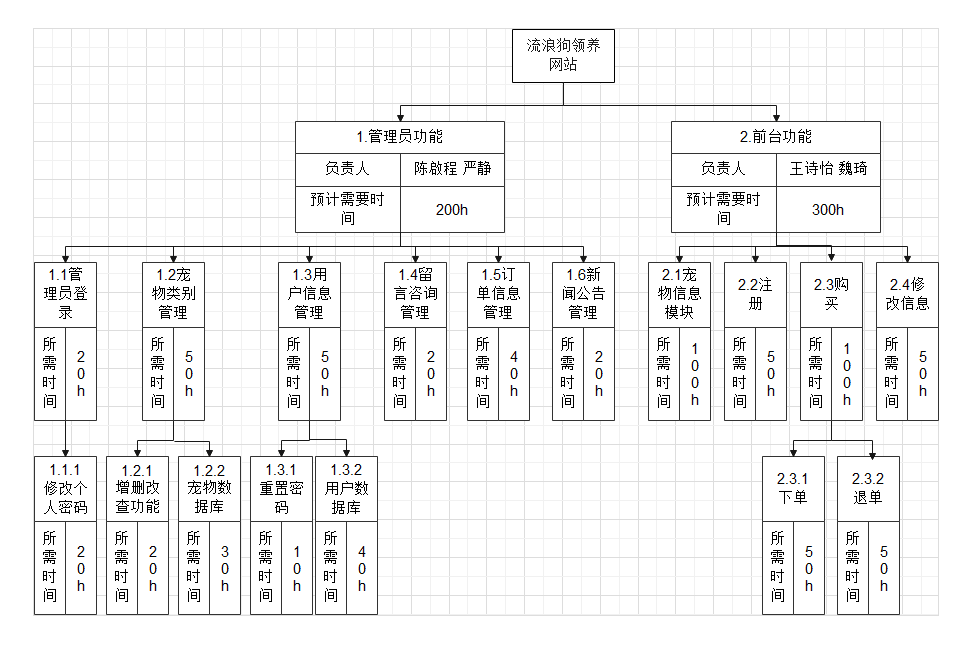 流浪狗领养
网站
1.管理员功能
负责人
陈啟程 严静
预计需要时
间
200h
2.前台功能
负责人
王诗怡 魏琦
预计需要时
间
300h
1.1管
理员登
录
所
需
时
间
2
0
h
1.2宠
物类别
管理
所
需
时
间
5
0
h
1.3用
户信息
管理
所
需
时
间
5
0
h
1.4留
言咨询
管理
所
需
时
间
2
0
h
1.5订
单信息
管理
所
需
时
间
4
0
h
1.6新
闻公告
管理
所
需
时
间
2
0
h
2.1宠
物信息
模块
所
需
时
间
1
0
0
h
2.2注
册
所
需
时
间
5
0
h
2.3购
买
所
需
时
间
1
0
0
h
2.4修
改信息
所
需
时
间
5
0
h
1.1.1
修改个
人密码
所
需
时
间
2
0
h
1.2.1
增删改
查功能
所
需
时
间
2
0
h
1.2.2
宠物数
据库
所
需
时
间
3
0
h
1.3.1
重置密
码
所
需
时
间
1
0
h
1.3.2
用户数
据库
所
需
时
间
4
0
h
2.3.1
下单
所
需
时
间
5
0
h
2.3.2
退单
所
需
时
间
5
0
h